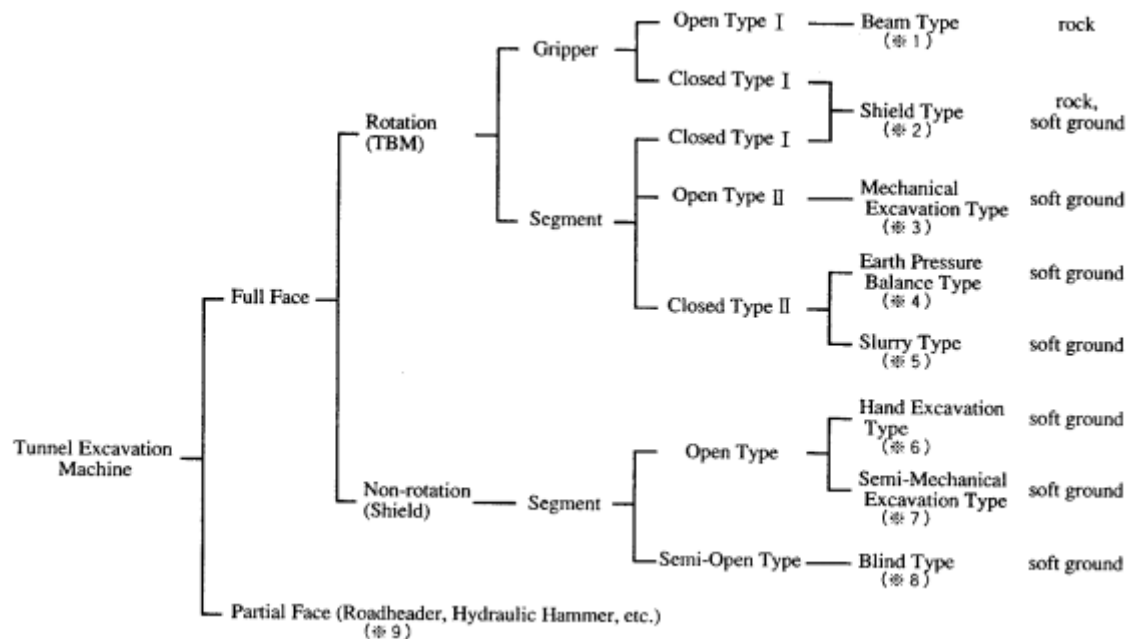 Open Type Ⅰ
Beam Type
(※1)
rock
Gripper
Closed Type Ⅰ
Rotation
(TBM)
Shield Type
(※2)
rock,
soft ground
Closed Type Ⅰ
Segment
Open Type Ⅱ
Mechanical
Excavation Type
(※3)
soft ground
Full Face
Closed Type Ⅱ
Earth Pressure
Balance Type
(※4)
soft ground
Slurry Type
(※5)
soft ground
Tunnel Excavation
Machine
Non-rotation
(Shield)
Segment
Open Type
Hand Excavation
Type
(※6)
soft ground
Semi-Mechanical
Excavation Type
(※7)
soft ground
Semi-Open Type
Blind Type
(※8)
soft ground
Partial Face (Roadheader, Hydraulic Hammer, etc.)
(※9)